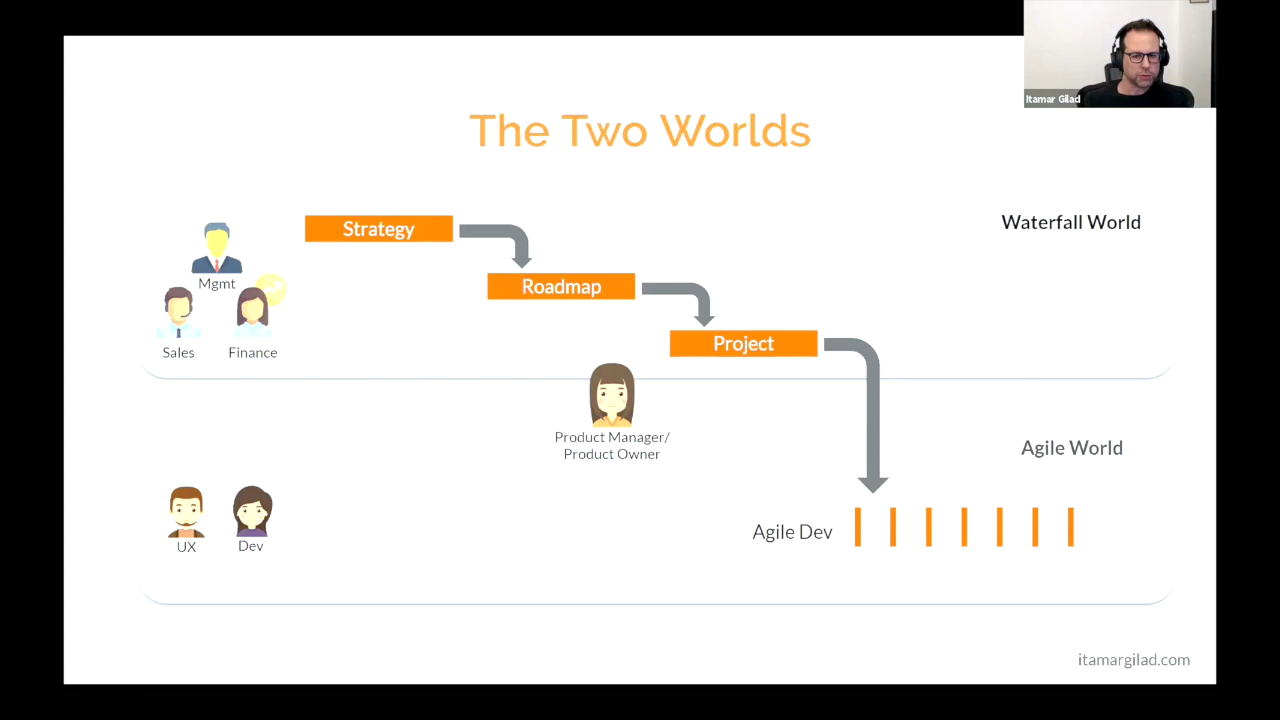 Itamar Gilad
The Two Worlds
Strategy
Waterfall World
Mgmt
Roadmap
Sales
Finance
Project
Product Manager/
Product Owner
Agile World
UX
Dev
Agile Dev
itamargilad.com